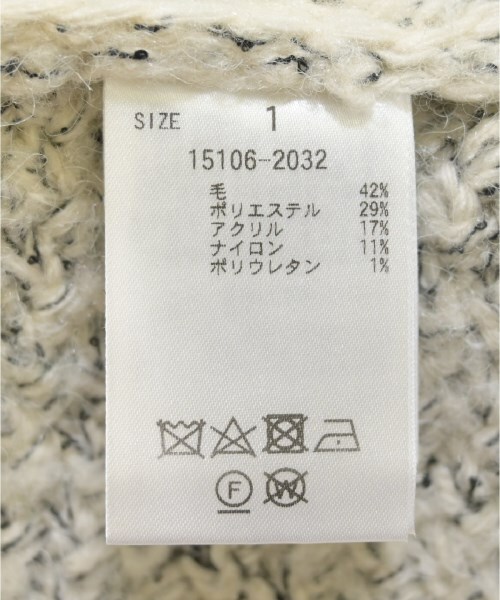 SIZE 1
15106-2032
毛 42%
ポリエステル 29%
アクリル 17%
ナイロン 11%
ポリウレタン 1%
F W